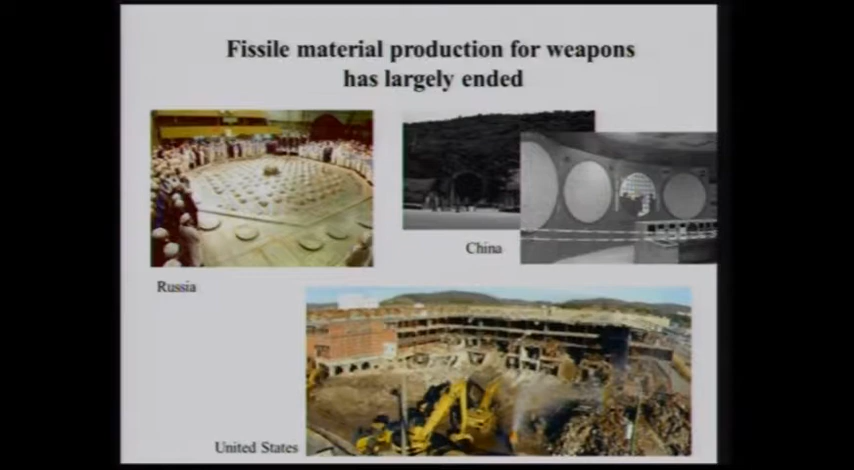 Fissile material production for weapons
has largely ended
China
Russia
United States